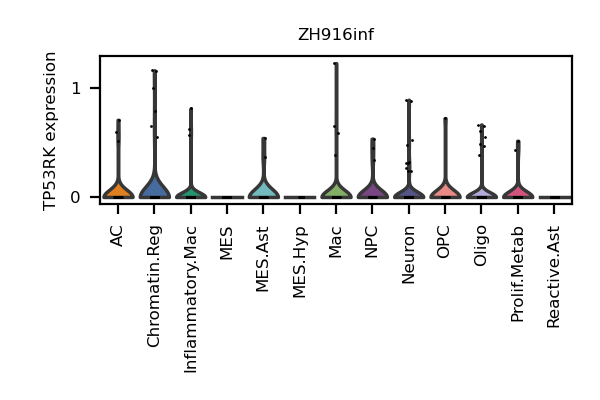 ZH916inf
TP53RK expression
1
0
AC
Chromatin.Reg
Inflammatory.Mac
MES
MES.Ast
MES.Hyp
Mac
NPC
Neuron
OPC
Oligo
Prolif.Metab
Reactive.Ast